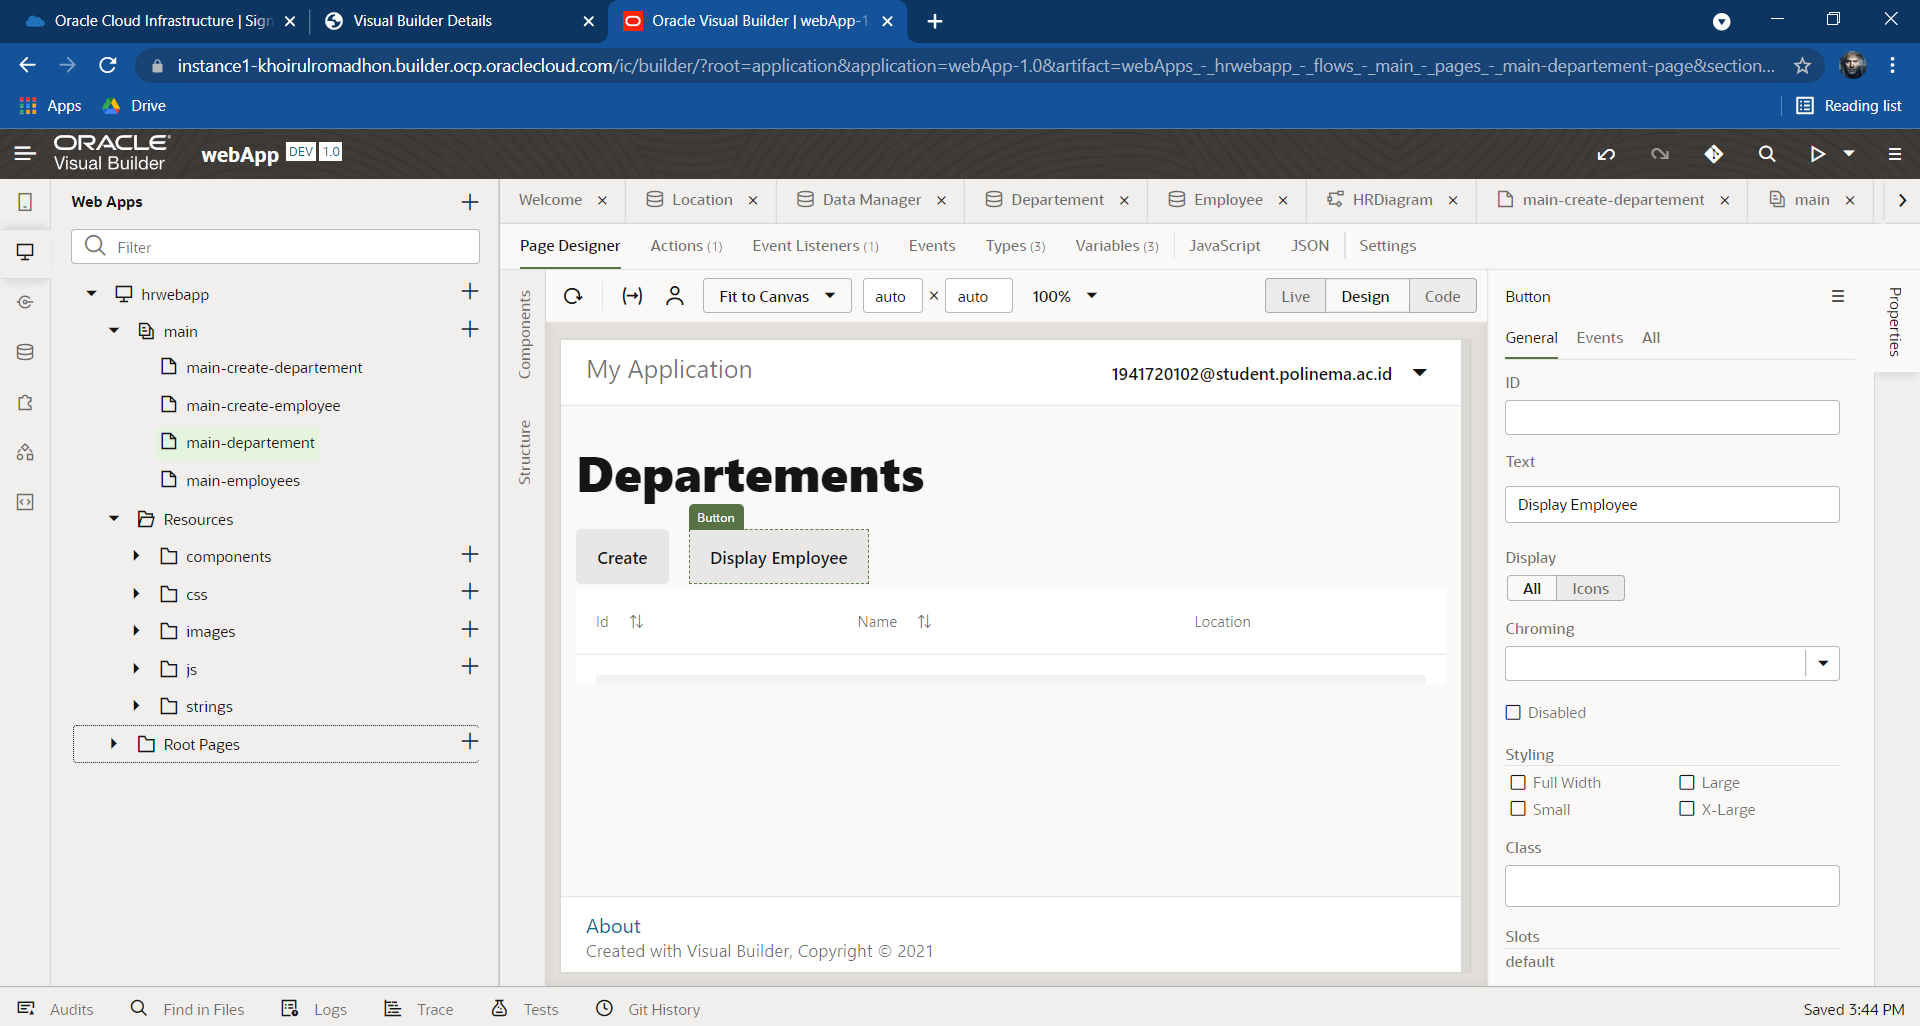 Oracle Cloud Infrastructure | Sign
Visual Builder Details
Oracle Visual Builder | webApp-1.
instance1-khoirulromadhon.builder.ocp.oraclecloud.com/ic/builder/?root=application&application=webApp-1.0&artifact=webApps_-_hrwebapp_-_flows_-_main_-_pages_-_main-departement-page&section...
Apps
Drive
Reading list
ORACLE
Visual Builder
webApp DEV 1.0
Web Apps
Filter
hrwebapp
main
main-create-departement
main-create-employee
main-departement
main-employees
Resources
components
css
images
js
strings
Root Pages
Welcome
Location
Data Manager
Departement
Employee
HRDiagram
main-create-departement
main
Page Designer
Actions (1)
Event Listeners (1)
Events
Types (3)
Variables (3)
JavaScript
JSON
Settings
Components
Structure
Fit to Canvas
auto × auto
100%
Live
Design
Code
My Application
1941720102@student.polinema.ac.id
Departements
Button
Create
Display Employee
Id
Name
Location
About
Created with Visual Builder, Copyright © 2021
Button
Properties
General
Events
All
ID
Text
Display Employee
Display
All
Icons
Chroming
Disabled
Styling
Full Width
Large
Small
X-Large
Class
Slots
default
Audits
Find in Files
Logs
Trace
Tests
Git History
Saved 3:44 PM